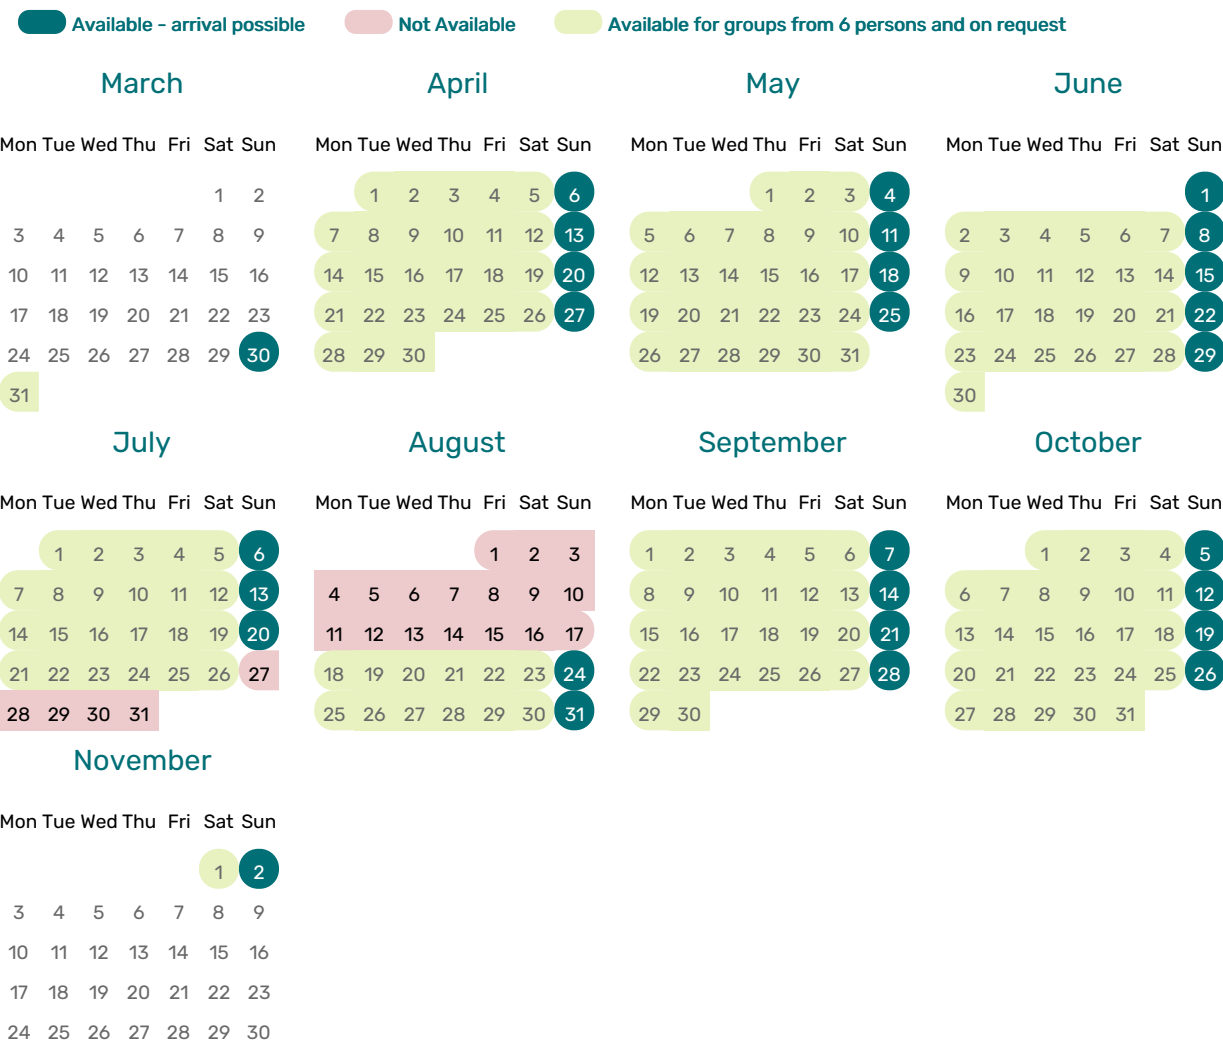 Available - arrival possible Not Available Available for groups from 6 persons and on request
March April May June
Mon Tue Wed Thu Fri Sat Sun Mon Tue Wed Thu Fri Sat Sun Mon Tue Wed Thu Fri Sat Sun Mon Tue Wed Thu Fri Sat Sun
1 2 1 2 3 4 5 6 1 2 3 4 1
3 4 5 6 7 8 9 7 8 9 10 11 12 13 5 6 7 8 9 10 11 2 3 4 5 6 7 8
10 11 12 13 14 15 16 14 15 16 17 18 19 20 12 13 14 15 16 17 18 9 10 11 12 13 14 15
17 18 19 20 21 22 23 21 22 23 24 25 26 27 19 20 21 22 23 24 25 16 17 18 19 20 21 22
24 25 26 27 28 29 30 28 29 30 26 27 28 29 30 31 23 24 25 26 27 28 29
31 30
July August September October
Mon Tue Wed Thu Fri Sat Sun Mon Tue Wed Thu Fri Sat Sun Mon Tue Wed Thu Fri Sat Sun Mon Tue Wed Thu Fri Sat Sun
1 2 3 4 5 6 1 2 3 1 2 3 4 5 6 7 1 2 3 4 5
7 8 9 10 11 12 13 4 5 6 7 8 9 10 8 9 10 11 12 13 14 6 7 8 9 10 11 12
14 15 16 17 18 19 20 11 12 13 14 15 16 17 15 16 17 18 19 20 21 13 14 15 16 17 18 19
21 22 23 24 25 26 27 18 19 20 21 22 23 24 22 23 24 25 26 27 28 20 21 22 23 24 25 26
28 29 30 31 25 26 27 28 29 30 31 29 30 27 28 29 30 31
November
Mon Tue Wed Thu Fri Sat Sun
1 2
3 4 5 6 7 8 9
10 11 12 13 14 15 16
17 18 19 20 21 22 23
24 25 26 27 28 29 30